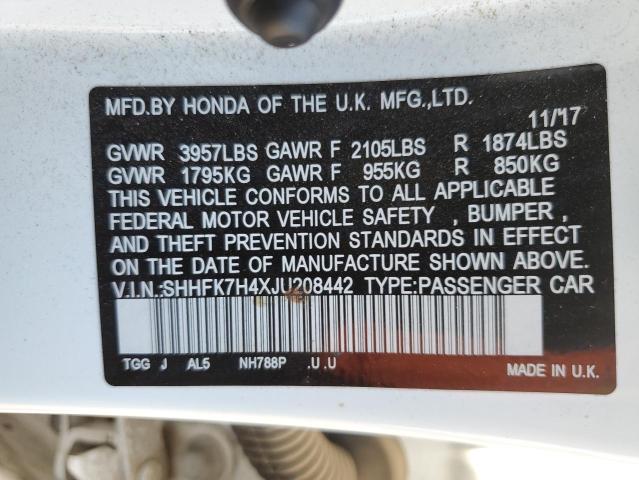 MFD.BY HONDA OF THE U.K. MFG.,LTD.
11/'17
GVWR 3957LBS GAWR F 2105LBS R 1874LBS
GVWR 1795KG GAWR F 955KG R 850KG
THIS VEHICLE CONFORMS TO ALL APPLICABLE
FEDERAL MOTOR VEHICLE SAFETY , BUMPER ,
AND THEFT PREVENTION STANDARDS IN EFFECT
ON THE DATE OF MANUFACTURE SHOWN ABOVE.
V.I.N.:SHHFK7H4XJU208442 TYPE:PASSENGER CAR
TGG J AL5 NH788P .U .U
MADE IN U.K.